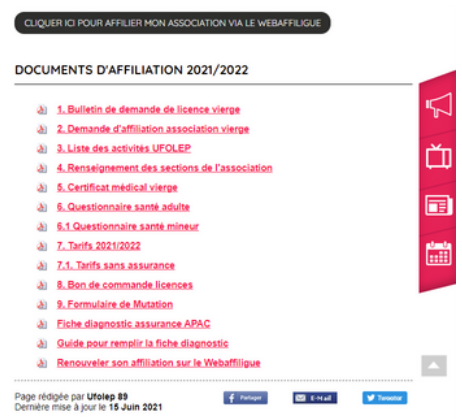 CLIQUER ICI POUR AFFILIER MON ASSOCIATION VIA LE WEBAFFILIGUE
DOCUMENTS D'AFFILIATION 2021/2022
1. Bulletin de demande de licence vierge
2. Demande d'affiliation association vierge
3. Liste des activités UFOLEP
4. Renseignement des sections de l'association
5. Certificat médical vierge
6. Questionnaire santé adulte
6.1 Questionnaire santé mineur
7. Tarifs 2021/2022
7.1. Tarifs sans assurance
8. Bon de commande licences
9. Formulaire de Mutation
Fiche diagnostic assurance APAC
Guide pour remplir la fiche diagnostic
Renouveler son affiliation sur le Webaffiligue
Page rédigée par Ufolep 89
Dernière mise à jour le 15 Juin 2021
Partager
E-Mail
Tweeter